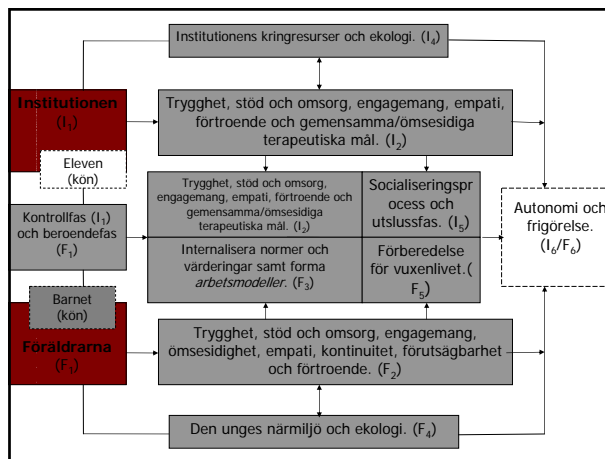 Institutionens kringresurser och ekologi. (I4)
Institutionen
(I1)
Trygghet, stöd och omsorg, engagemang, empati,
förtroende och gemensamma/ömsesidiga
terapeutiska mål. (I2)
Eleven
(kön)
Trygghet, stöd och omsorg,
engagemang, empati, förtroende och
gemensamma/ömsesidiga
terapeutiska mål. (I2)
Socialiseringspr
ocess och
utslussfas. (I5)
Kontrollfas (I1)
och beroendefas
(F1)
Autonomi och
frigörelse.
(I6/F6)
Internalisera normer och
värderingar samt forma
arbetsmodeller. (F3)
Förberedelse
för vuxenlivet.(
F5)
Barnet
(kön)
Föräldrarna
(F1)
Trygghet, stöd och omsorg, engagemang,
ömsesidighet, empati, kontinuitet, förutsägbarhet
och förtroende. (F2)
Den unges närmiljö och ekologi. (F4)